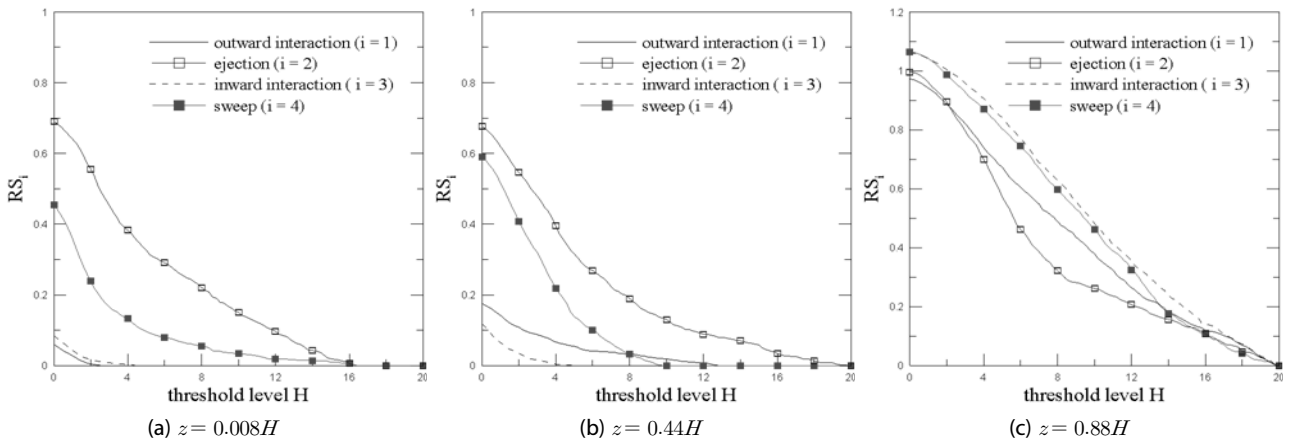 1
0.8
0.6
0.4
0.2
0
RS_i
0 4 8 12 16 20
threshold level H
outward interaction (i = 1)
ejection (i = 2)
inward interaction ( i = 3)
sweep (i = 4)
(a) z = 0.008H
1
0.8
0.6
0.4
0.2
0
RS_i
0 4 8 12 16 20
threshold level H
outward interaction (i = 1)
ejection (i = 2)
inward interaction ( i = 3)
sweep (i = 4)
(b) z = 0.44H
1.2
1.0
0.8
0.6
0.4
0.2
0
RS_i
0 4 8 12 16 20
threshold level H
outward interaction (i = 1)
ejection (i = 2)
inward interaction ( i = 3)
sweep (i = 4)
(c) z = 0.88H